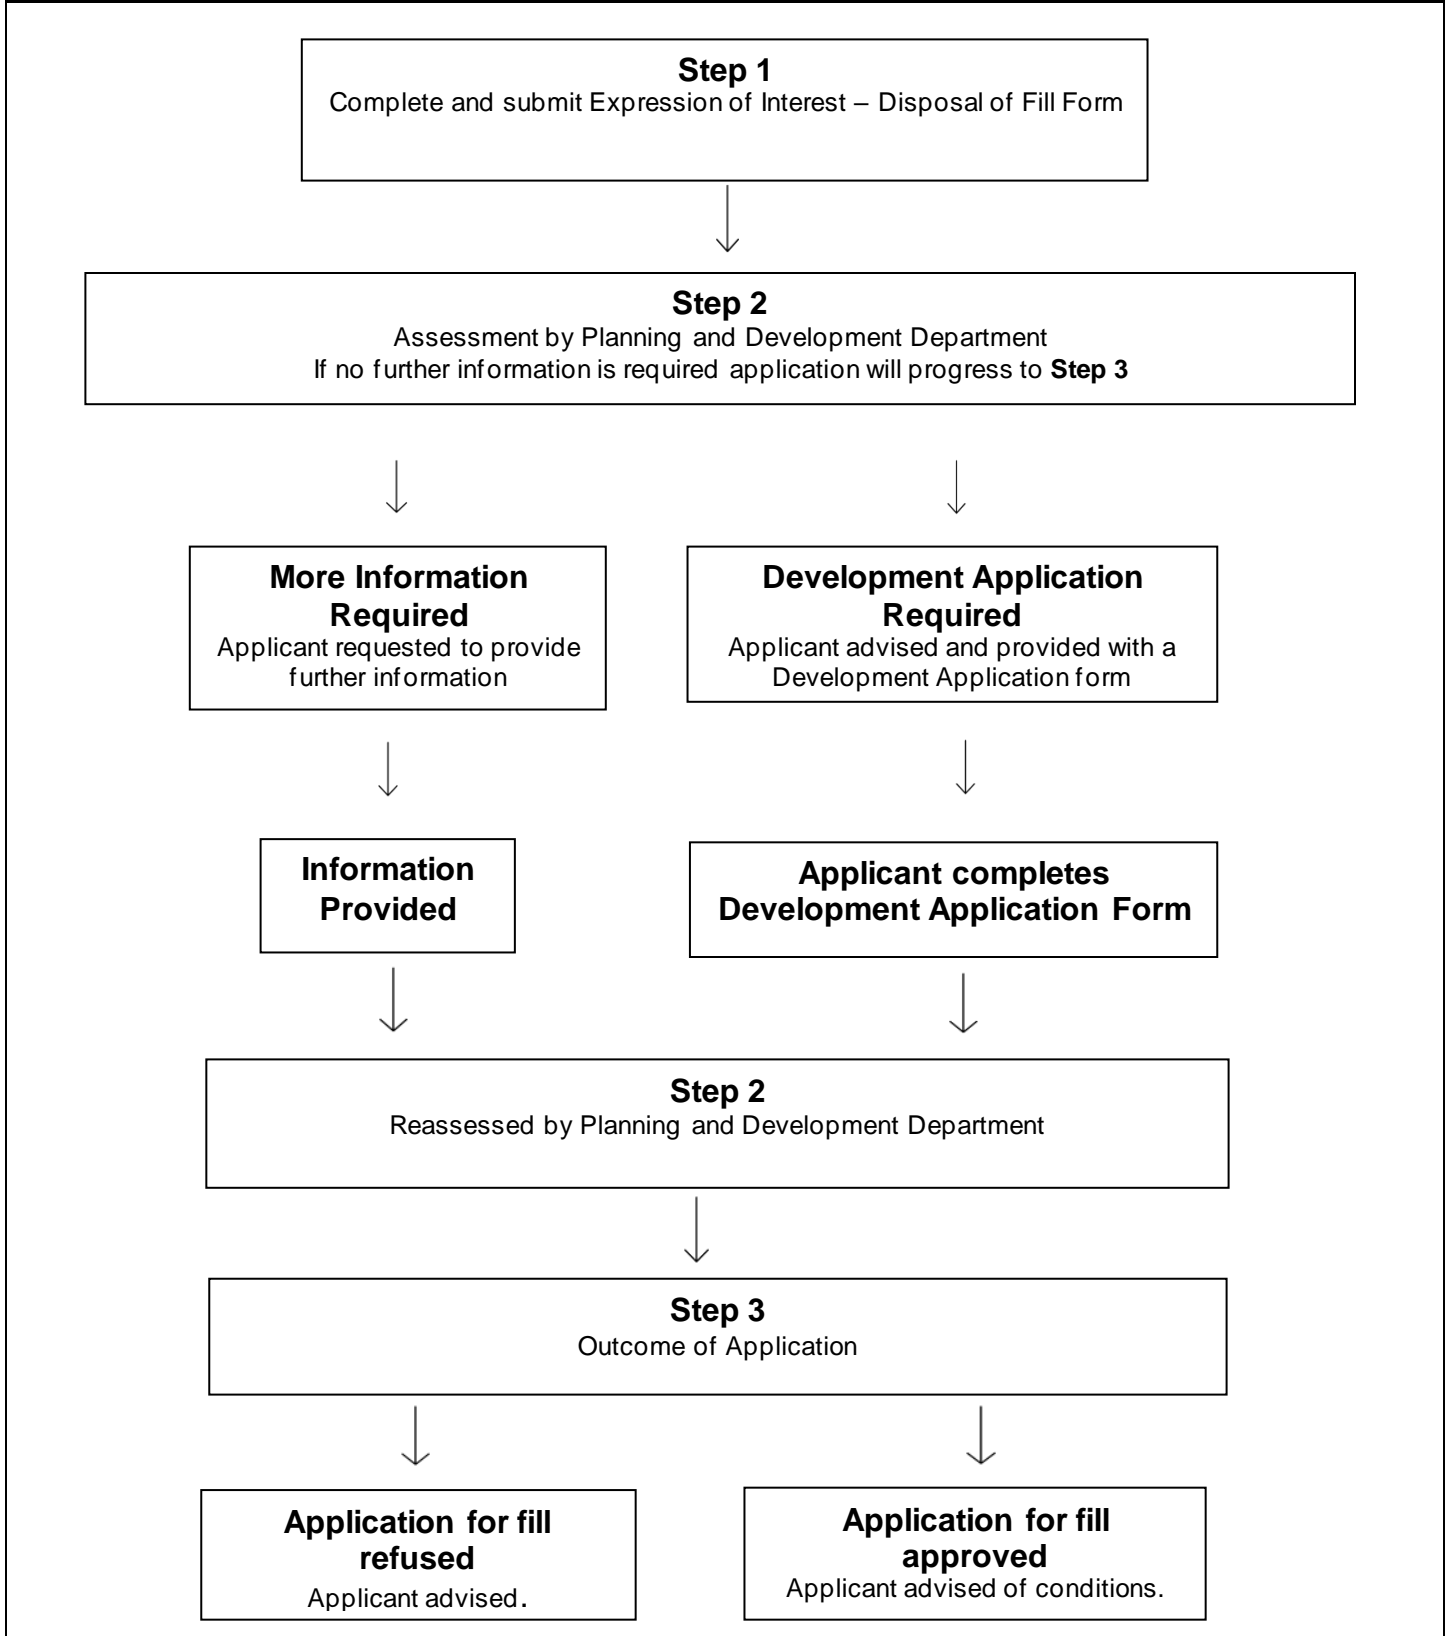 Step 1
Complete and submit Expression of Interest – Disposal of Fill Form
Step 2
Assessment by Planning and Development Department
If no further information is required application will progress to Step 3
More Information
Required
Applicant requested to provide
further information
Development Application
Required
Applicant advised and provided with a
Development Application form
Information
Provided
Applicant completes
Development Application Form
Step 2
Reassessed by Planning and Development Department
Step 3
Outcome of Application
Application for fill
refused
Applicant advised.
Application for fill
approved
Applicant advised of conditions.